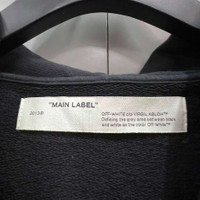 "MAIN LABEL"
OFF-WHITE c/o VIRGIL ABLOH™
Defining the grey area between black
and white as the color OFF-WHITE™